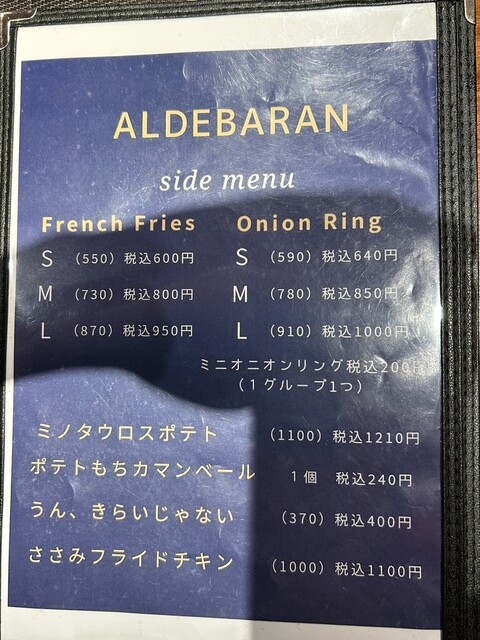 ALDEBARAN
side menu
French Fries
S (550) 税込600円
M (730) 税込800円
L (870) 税込950円
Onion Ring
S (590) 税込640円
M (780) 税込850円
L (910) 税込1000円
ミニオニオンリング税込200円
(1グループ1つ)
ミノタウロスポテト (1100) 税込1210円
ポテトもちカマンベール 1個 税込240円
うん、きらいじゃない (370) 税込400円
ささみフライドチキン (1000) 税込1100円